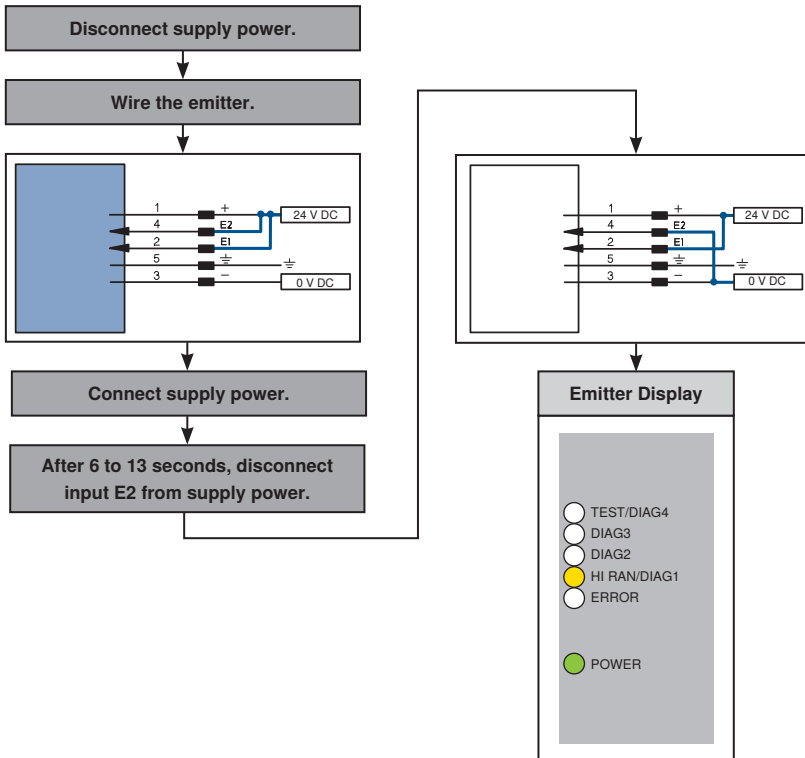 Disconnect supply power.
Wire the emitter.
1 +
24 V DC
4 E2
2 E1
5
3 −
0 V DC
Connect supply power.
After 6 to 13 seconds, disconnect
input E2 from supply power.
1 +
24 V DC
4 E2
2 E1
5
3 −
0 V DC
Emitter Display
TEST/DIAG4
DIAG3
DIAG2
HI RAN/DIAG1
ERROR
POWER